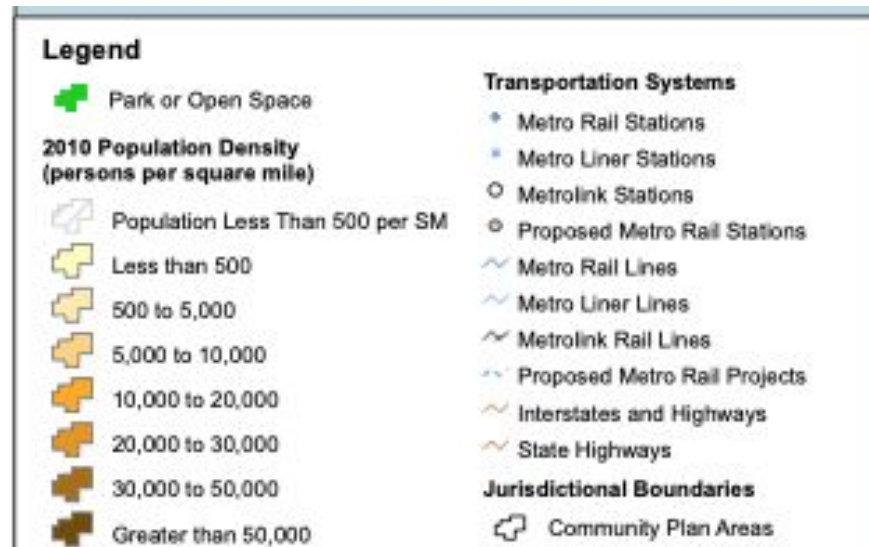 Legend
Park or Open Space
2010 Population Density
(persons per square mile)
Population Less Than 500 per SM
Less than 500
500 to 5,000
5,000 to 10,000
10,000 to 20,000
20,000 to 30,000
30,000 to 50,000
Greater than 50,000
Transportation Systems
Metro Rail Stations
Metro Liner Stations
Metrolink Stations
Proposed Metro Rail Stations
Metro Rail Lines
Metro Liner Lines
Metrolink Rail Lines
Proposed Metro Rail Projects
Interstates and Highways
State Highways
Jurisdictional Boundaries
Community Plan Areas